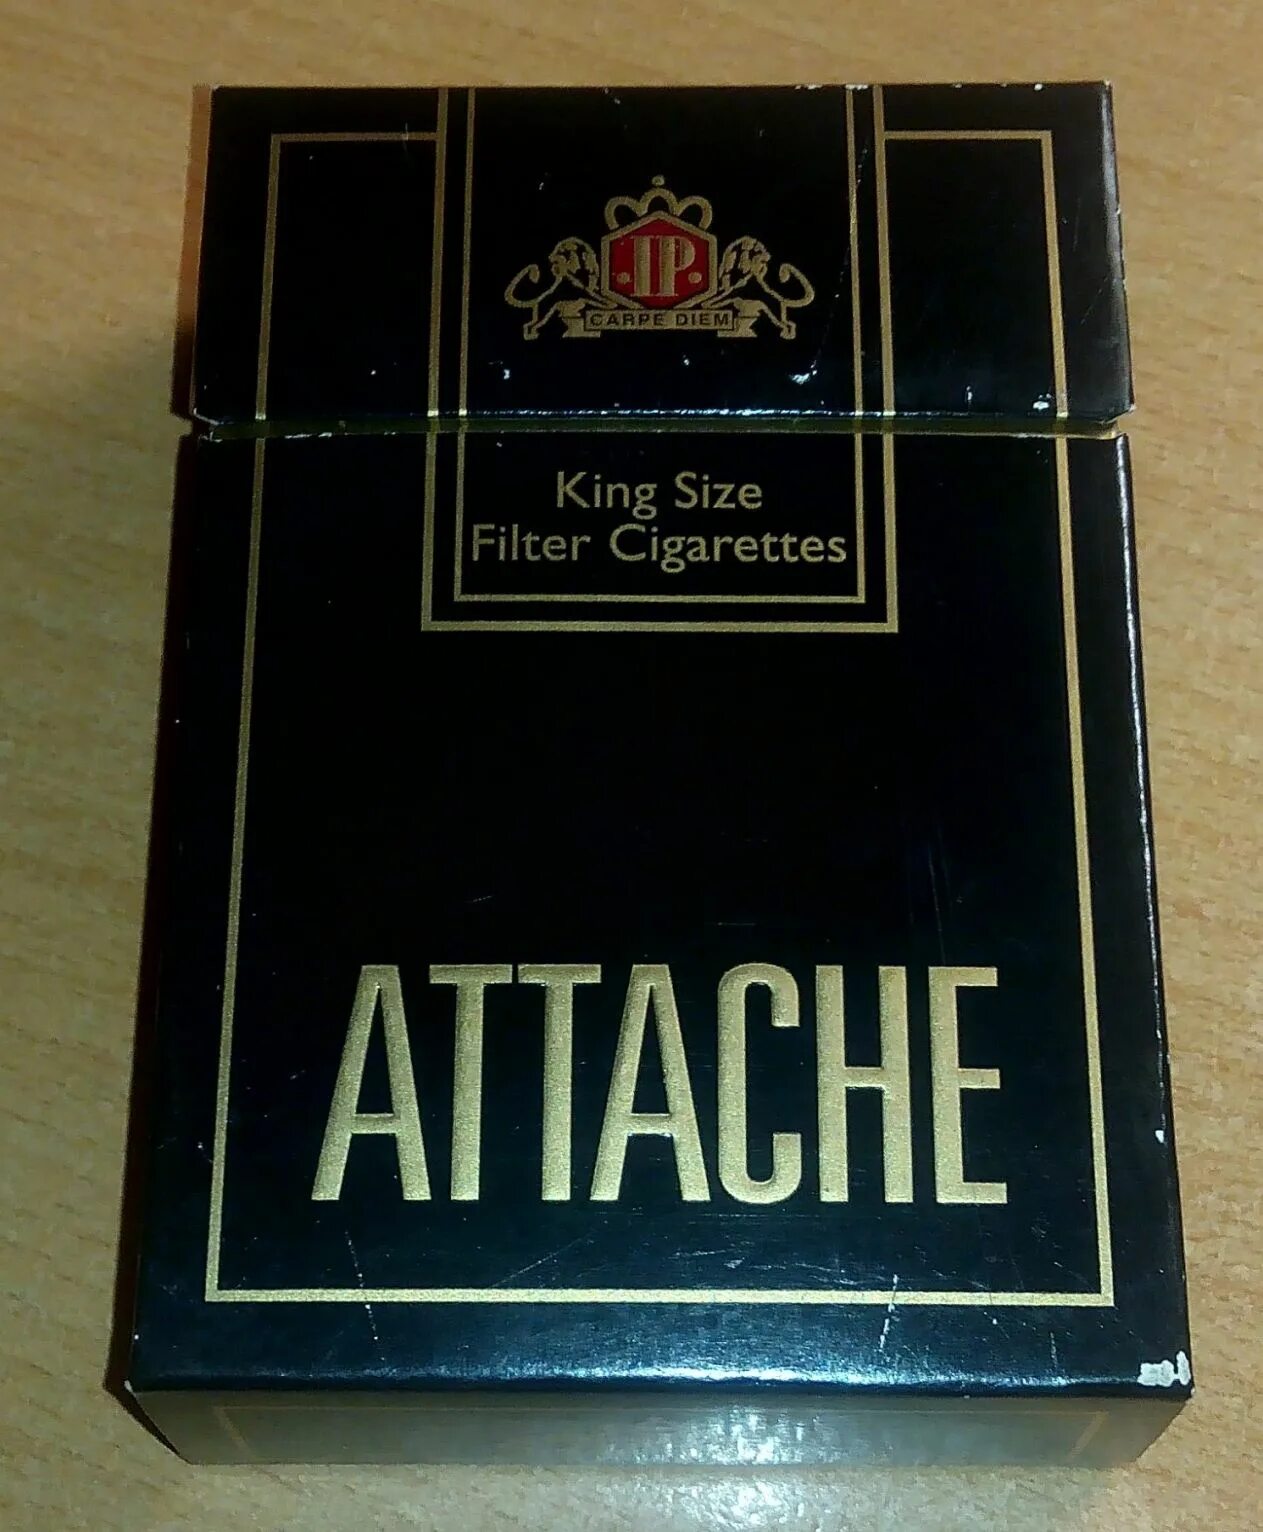 IP
CARPE DIEM
King Size
Filter Cigarettes
ATTACHE